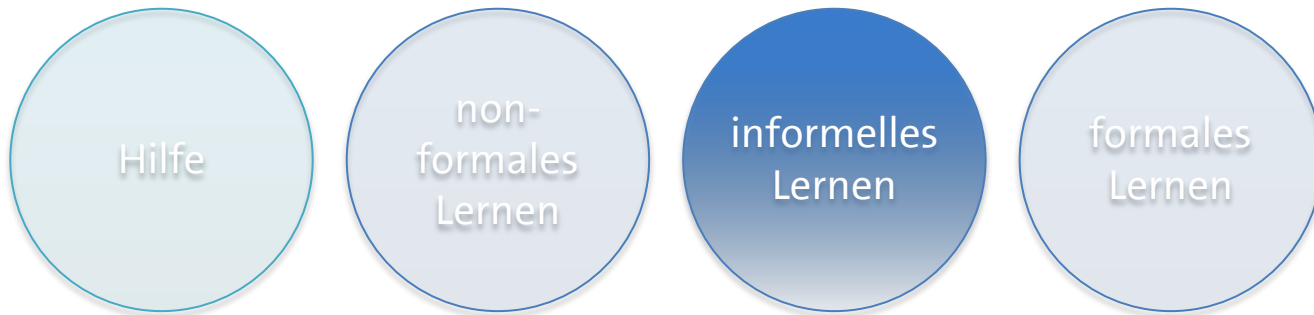 Hilfe
non-
formales
Lernen
informelles
Lernen
formales
Lernen